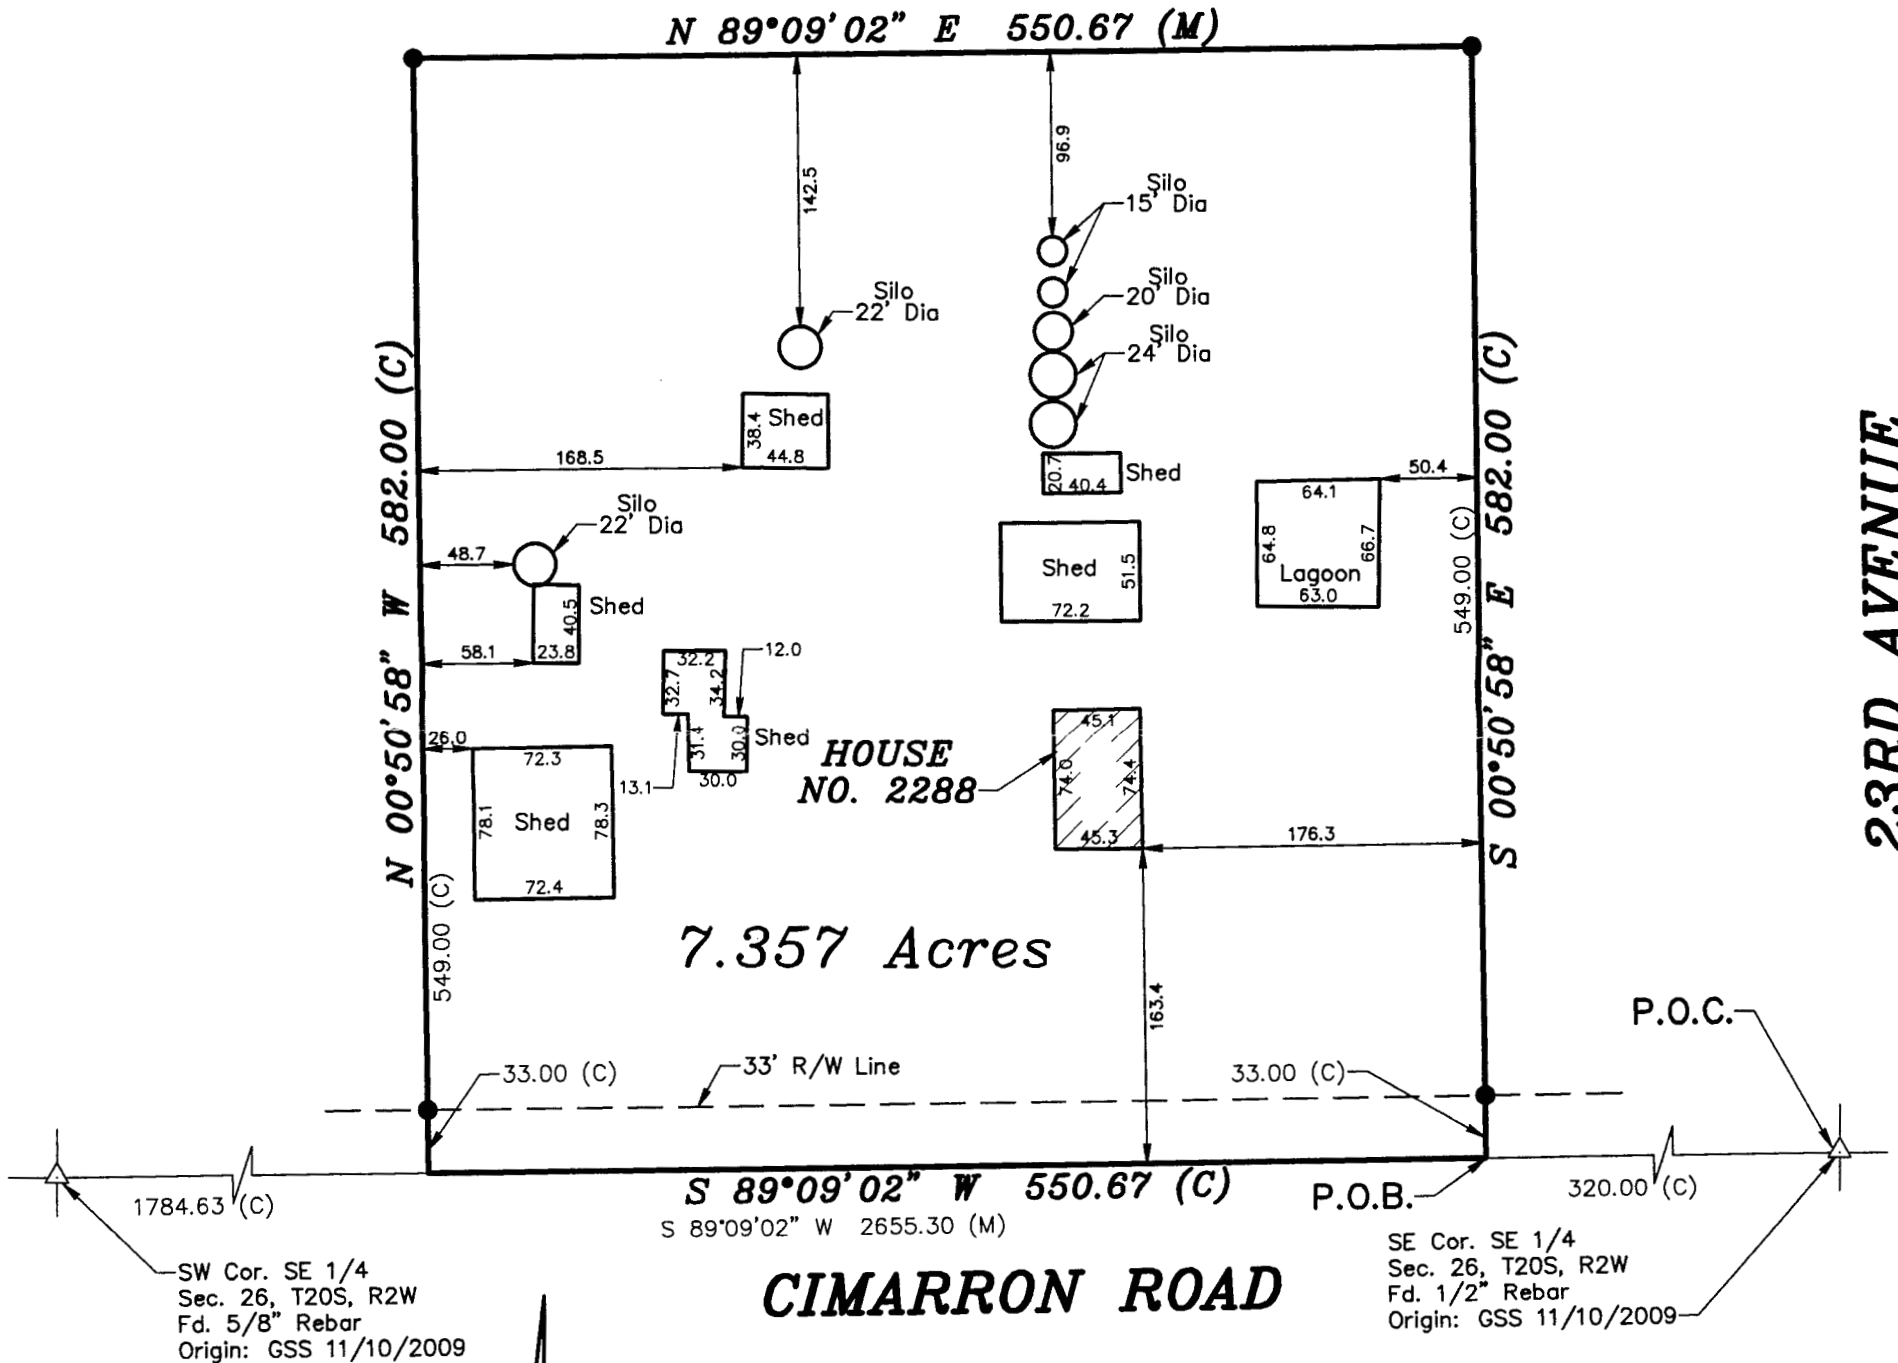 N 89°09'02" E 550.67 (M)
142.5
96.9
Silo
15' Dia
Silo
20' Dia
Silo
24' Dia
Silo
22' Dia
N 00°50'58" W 582.00 (C)
S 00°50'58" E 582.00 (C)
23RD AVENUE
38.4
Shed
44.8
168.5
20.7
40.4
Shed
50.4
64.1
64.8
66.7
Lagoon
63.0
549.00 (C)
Silo
22' Dia
48.7
40.5
Shed
23.8
58.1
Shed
51.5
72.2
32.2
12.0
32.7
34.2
31.4
30.0
Shed
13.1
30.0
26.0
72.3
78.1
Shed
78.3
72.4
HOUSE
NO. 2288
45.1
74.0
74.4
45.3
176.3
549.00 (C)
7.357 Acres
163.4
P.O.C.
33.00 (C)
33' R/W Line
33.00 (C)
1784.63 (C)
S 89°09'02" W 550.67 (C)
P.O.B.
320.00 (C)
S 89°09'02" W 2655.30 (M)
SW Cor. SE 1/4
Sec. 26, T20S, R2W
Fd. 5/8" Rebar
Origin: GSS 11/10/2009
CIMARRON ROAD
SE Cor. SE 1/4
Sec. 26, T20S, R2W
Fd. 1/2" Rebar
Origin: GSS 11/10/2009